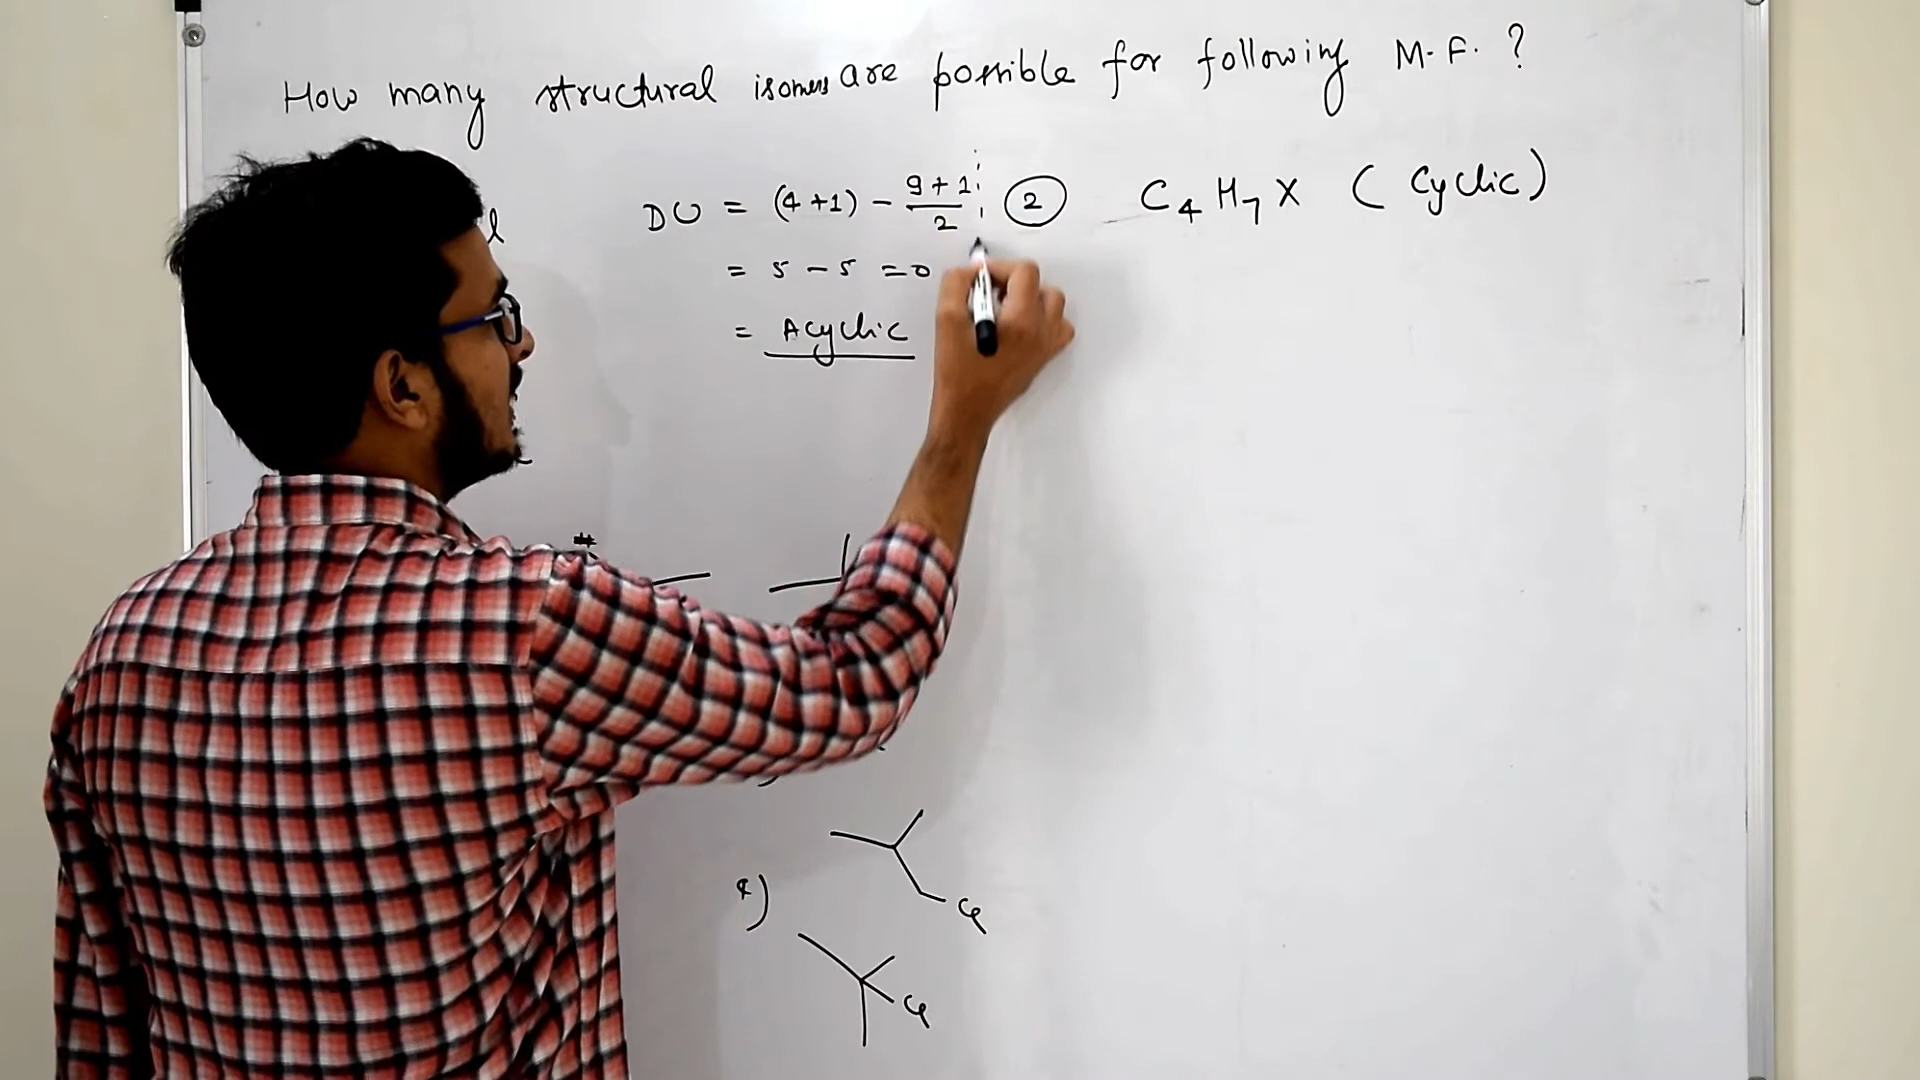 How many structural isomers are possible for following M.F. ?
DU = (4+1) - 9+1/2
= 5 - 5 = 0
= Acyclic
② C₄H₇X (Cyclic)
l
*
4)
Cl
Cl